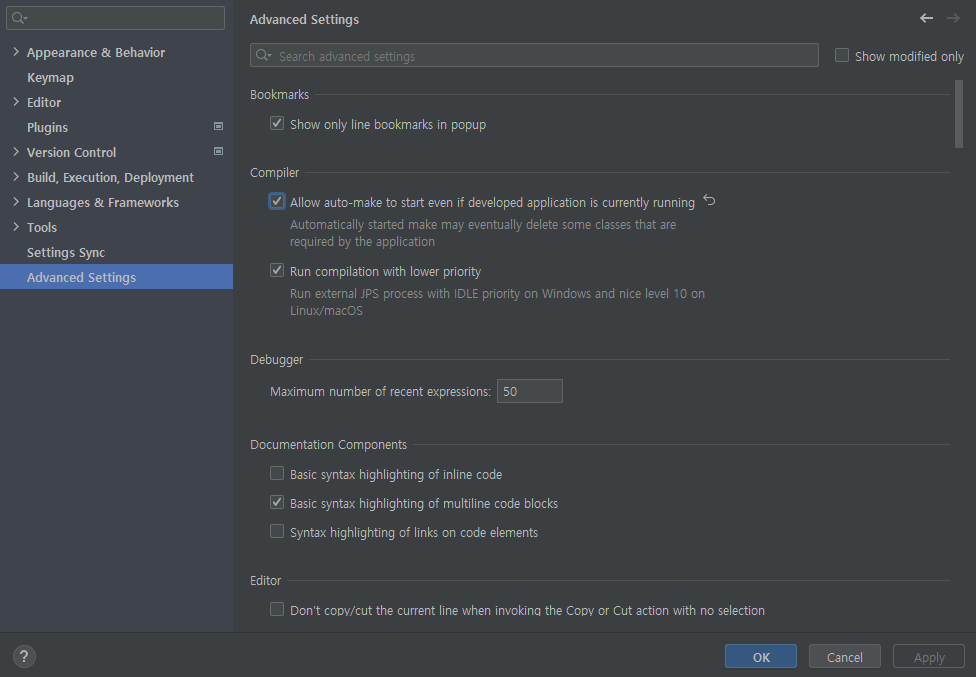 Advanced Settings
Search advanced settings
Show modified only
Appearance & Behavior
Keymap
Editor
Plugins
Version Control
Build, Execution, Deployment
Languages & Frameworks
Tools
Settings Sync
Advanced Settings
Bookmarks
Show only line bookmarks in popup
Compiler
Allow auto-make to start even if developed application is currently running
Automatically started make may eventually delete some classes that are
required by the application
Run compilation with lower priority
Run external JPS process with IDLE priority on Windows and nice level 10 on
Linux/macOS
Debugger
Maximum number of recent expressions: 50
Documentation Components
Basic syntax highlighting of inline code
Basic syntax highlighting of multiline code blocks
Syntax highlighting of links on code elements
Editor
Don't copy/cut the current line when invoking the Copy or Cut action with no selection
?
OK
Cancel
Apply